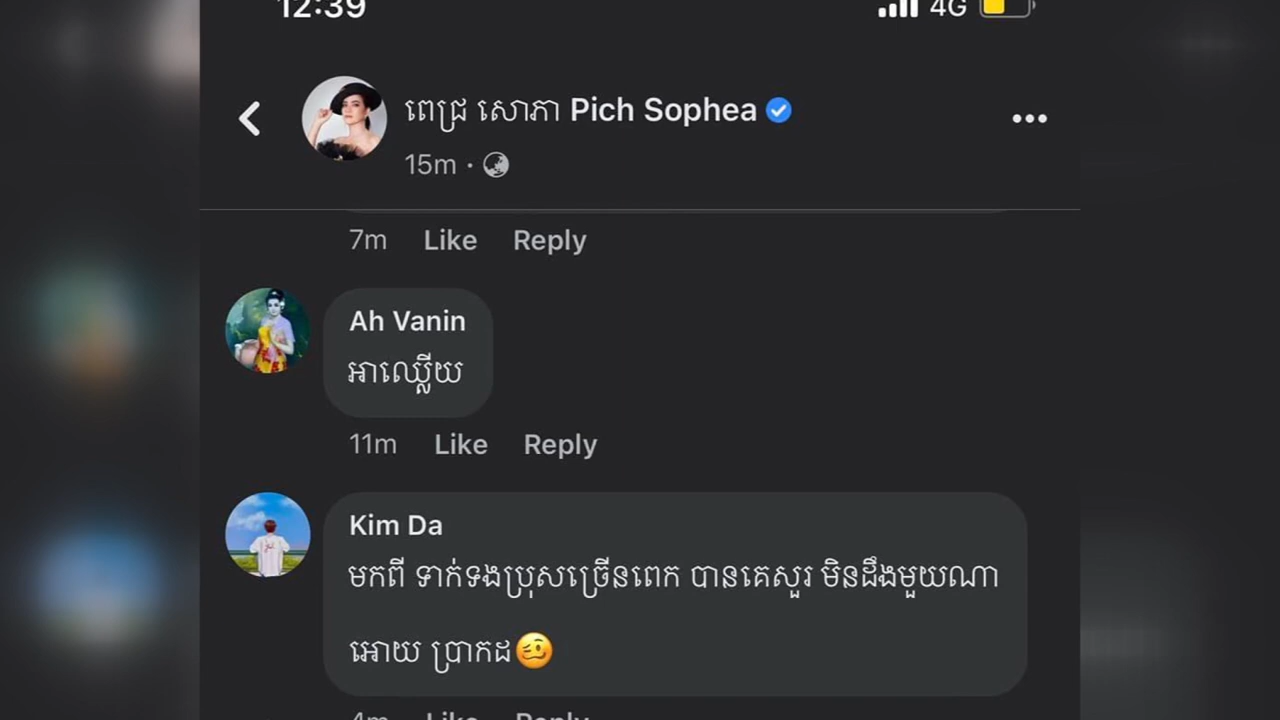 12:39 4G
ពេជ្រ សោភា Pich Sophea
15m ·
7m Like Reply
Ah Vanin
អាឈ្លើយ
11m Like Reply
Kim Da
មកពី ទាក់ទងប្រុសច្រើនពេក បានគេសួរ មិនដឹងមួយណា
អោយ ប្រាកដ🥴
4m Like Reply